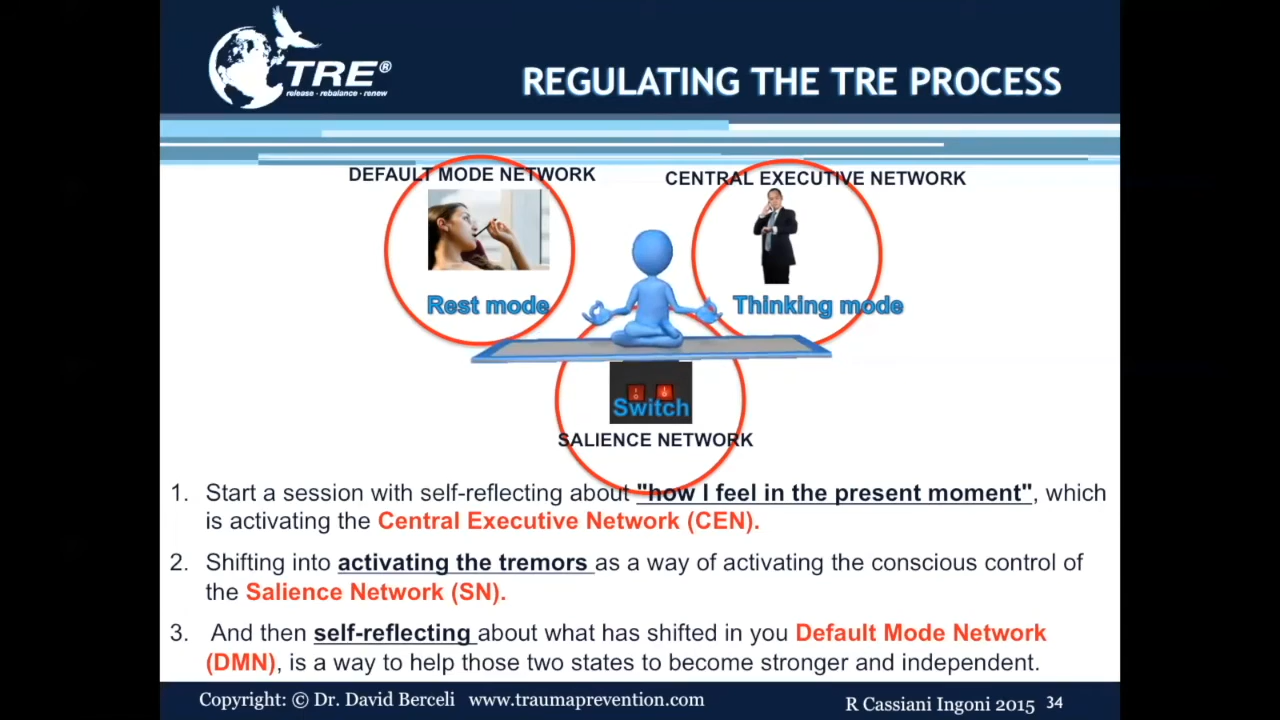 TRE®
release · rebalance · renew
REGULATING THE TRE PROCESS
DEFAULT MODE NETWORK
CENTRAL EXECUTIVE NETWORK
Rest mode
Thinking mode
Switch
SALIENCE NETWORK
1. Start a session with self-reflecting about "how I feel in the present moment", which
is activating the Central Executive Network (CEN).
2. Shifting into activating the tremors as a way of activating the conscious control of
the Salience Network (SN).
3. And then self-reflecting about what has shifted in you Default Mode Network
(DMN), is a way to help those two states to become stronger and independent.
Copyright: © Dr. David Berceli www.traumaprevention.com
R Cassiani Ingoni 2015 34